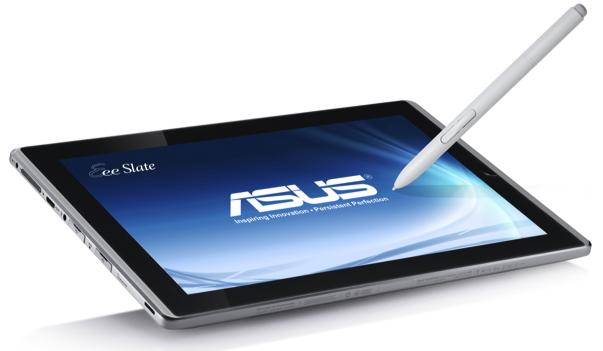 Eee Slate
ASUS®
Inspiring Innovation • Persistent Perfection